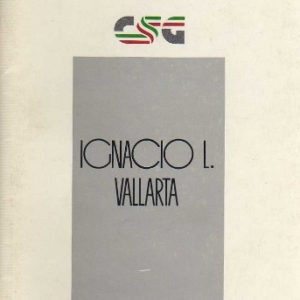 CSG
IGNACIO L.
VALLARTA